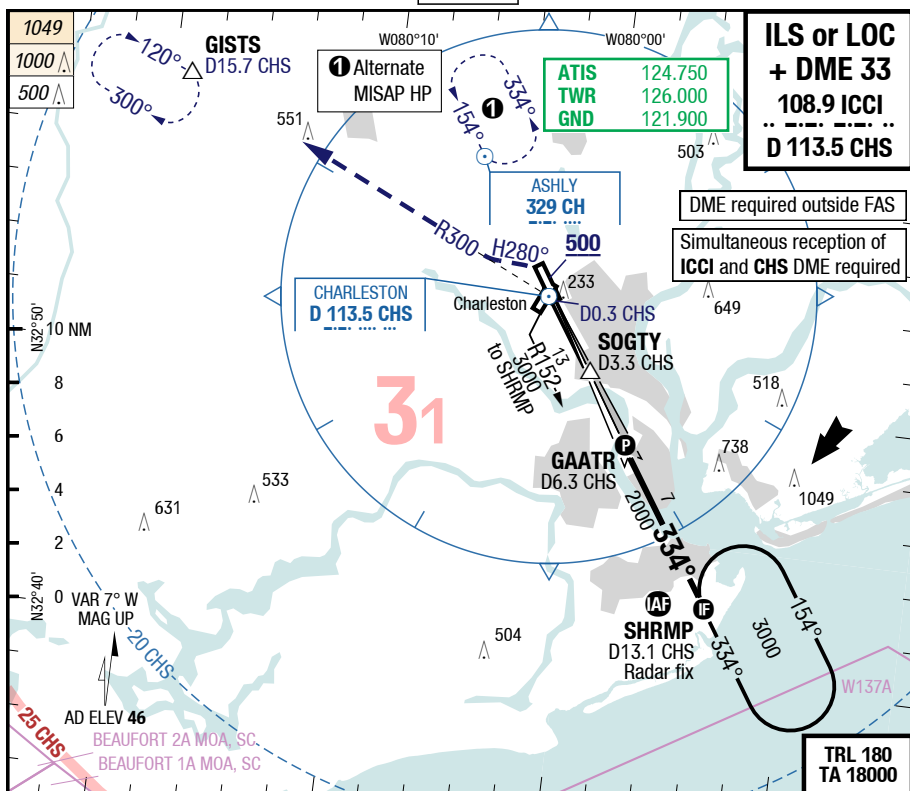 1049
1000
500
120°
300°
GISTS
D15.7 CHS
W080°10'
W080°00'
1 Alternate
MISAP HP
1
334°
154°
ATIS 124.750
TWR 126.000
GND 121.900
ILS or LOC
+ DME 33
108.9 ICCI
D 113.5 CHS
551
503
ASHLY
329 CH
DME required outside FAS
Simultaneous reception of
ICCI and CHS DME required
R300
H280°
500
CHARLESTON
D 113.5 CHS
Charleston
233
D0.3 CHS
649
N32°50'
10 NM
8
6
4
2
0
N32°40'
SOGTY
D3.3 CHS
13
R152
3000
to SHRMP
31
518
738
1049
P
GAATR
D6.3 CHS
7
2000
334°
533
631
504
IAF
IF
SHRMP
D13.1 CHS
Radar fix
154°
3000
334°
W137A
VAR 7° W
MAG UP
20 CHS
25 CHS
AD ELEV 46
BEAUFORT 2A MOA, SC
BEAUFORT 1A MOA, SC
TRL 180
TA 18000